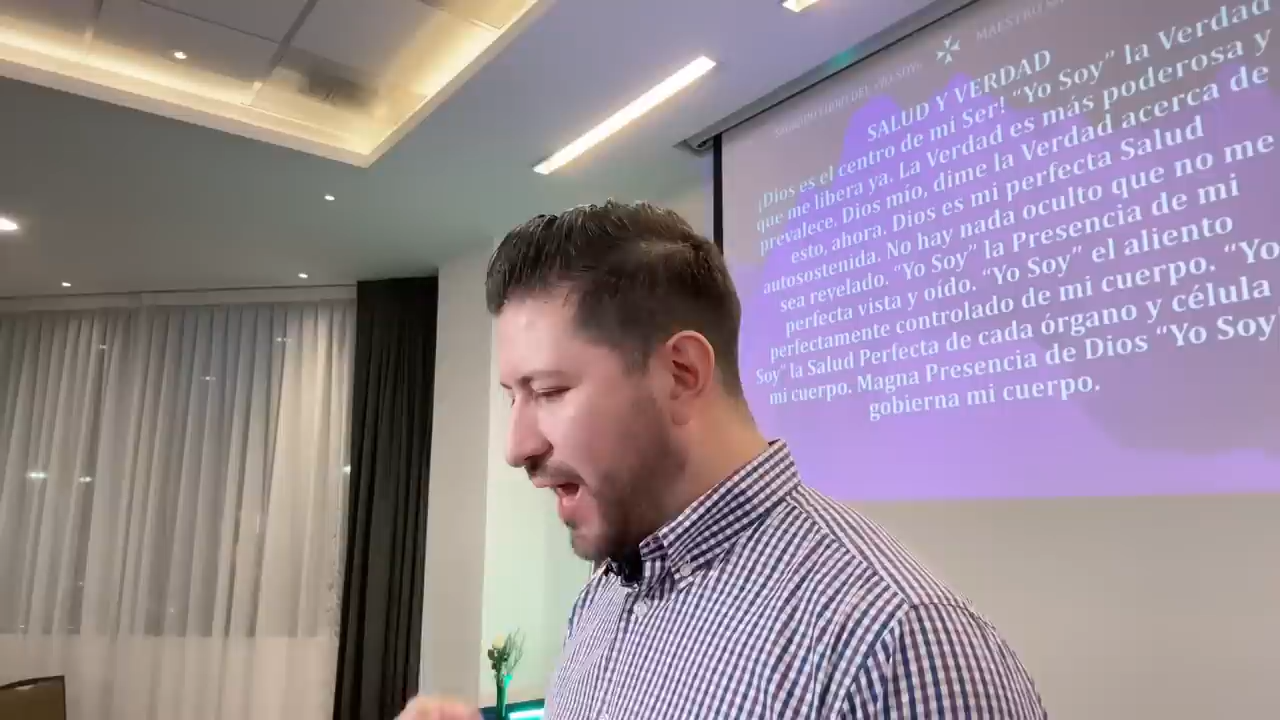 MAESTRO
SALUD Y VERDAD
¡Dios es el centro de mi Ser! “Yo Soy” la Verdad
que me libera ya. La Verdad es más poderosa y
prevalece. Dios mío, dime la Verdad acerca de
esto, ahora. Dios es mi perfecta Salud
autosostenida. No hay nada oculto que no me
sea revelado. “Yo Soy” la Presencia de mi
perfecta vista y oído. “Yo Soy” el aliento
perfectamente controlado de mi cuerpo. “Yo
Soy” la Salud Perfecta de cada órgano y célula
mi cuerpo. Magna Presencia de Dios “Yo Soy
gobierna mi cuerpo.